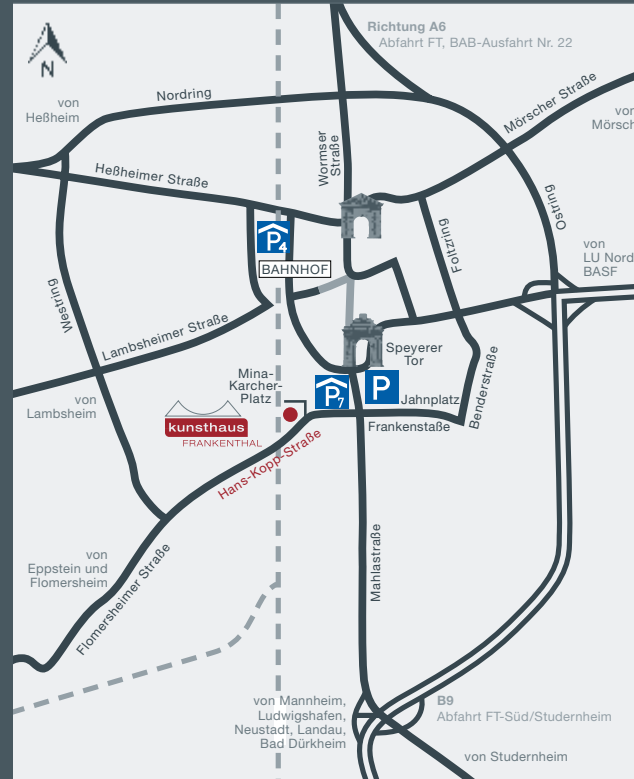 Richtung A6
Abfahrt FT, BAB-Ausfahrt Nr. 22
N
von
Heßheim
Nordring
Mörscher Straße
von
Mörsch
Wormser
Straße
Heßheimer Straße
Ostring
Foltzring
P4
BAHNHOF
von
LU Nord
BASF
Westring
Lambsheimer Straße
Speyerer
Tor
Benderstraße
Mina-
Karcher-
Platz
P7
P
Jahnplatz
von
Lambsheim
kunsthaus
FRANKENTHAL
Frankenstaße
Hans-Kopp-Straße
Mahlastraße
von
Eppstein und
Flomersheim
Flomersheimer Straße
von Mannheim,
Ludwigshafen,
Neustadt, Landau,
Bad Dürkheim
B9
Abfahrt FT-Süd/Studernheim
von Studernheim